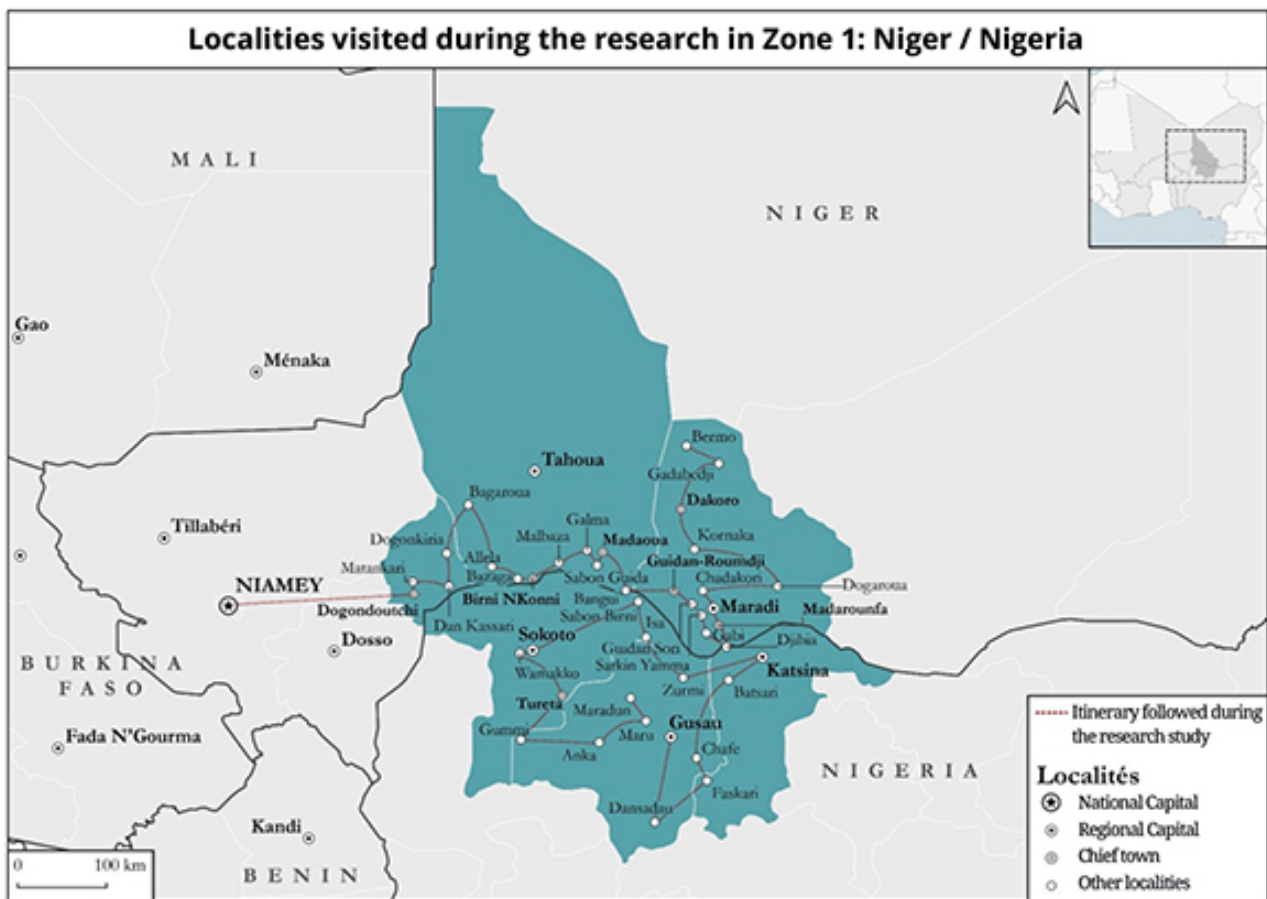 Localities visited during the research in Zone 1: Niger / Nigeria
MALI
NIGER
Gao
Ménaka
Bermo
Tahoua
Gadabedji
Bagaroua
Dakoro
Galma
Tillabéri
Malbaza
Madaoua
Kornaka
Dogonkiria
Allela
Guidan-Roumdji
Matankari
Bazaga
Sabon Guida
Chadakori
Dogaroua
NIAMEY
Birni NKonni
Bangui
Maradi
Madarounfa
Dogondoutchi
Sabon Birni
Dan Kassari
Isa
Gabi
Djibia
Dosso
Sokoto
Guidan Sori
BURKINA
FASO
Wamakko
Sarkin Yamma
Katsina
Zurmi
Batsari
Tureta
Maradun
Gusau
Fada N'Gourma
Gummi
Maru
Anka
Chafe
NIGERIA
Faskari
Dansadau
Kandi
BENIN
0 100 km
Itinerary followed during
the research study
Localités
National Capital
Regional Capital
Chief town
Other localities